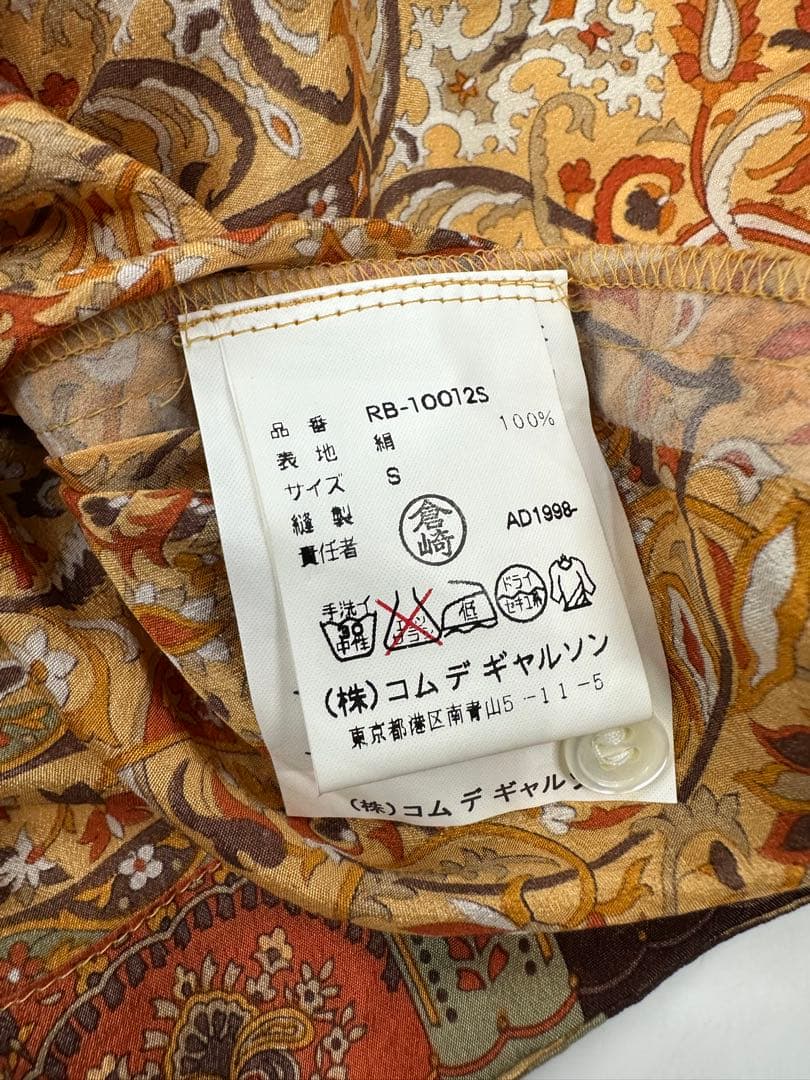 品番 RB-10012S
表地 絹 100%
サイズ S
縫製
責任者 倉崎 AD1998-
手洗イ 30 中性 エンソサラシ 低 ドライ セキユ系
(株)コム デ ギャルソン
東京都港区南青山5-11-5
(株)コム デ ギャルソ